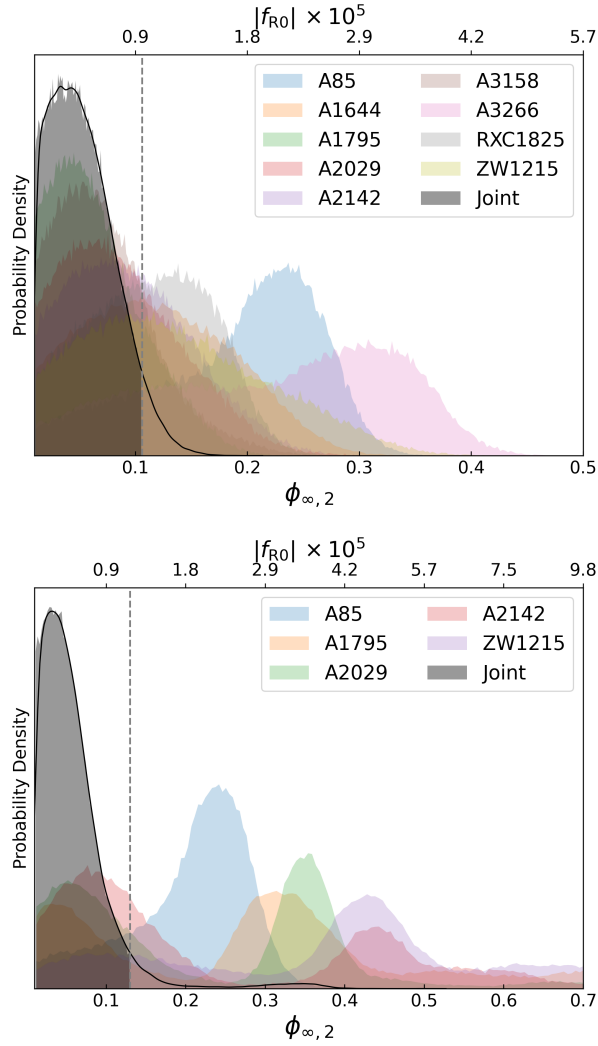 |f_R0| × 10^5
0.9 1.8 2.9 4.2 5.7
A85 A3158
A1644 A3266
A1795 RXC1825
A2029 ZW1215
A2142 Joint
Probability Density
0.1 0.2 0.3 0.4 0.5
ϕ_∞,2
|f_R0| × 10^5
0.9 1.8 2.9 4.2 5.7 7.5 9.8
A85 A2142
A1795 ZW1215
A2029 Joint
Probability Density
0.1 0.2 0.3 0.4 0.5 0.6 0.7
ϕ_∞,2